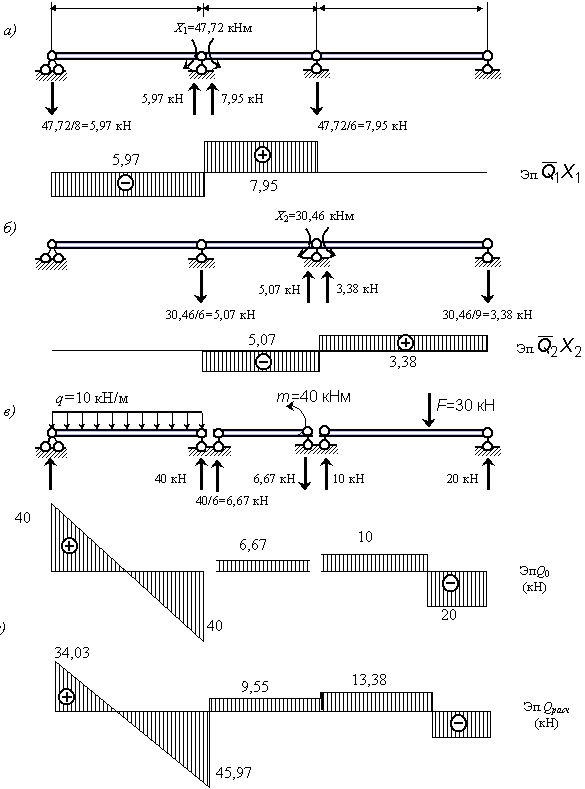 а)
X₁=47,72 кНм
5,97 кН
7,95 кН
47,72/8=5,97 кН
47,72/6=7,95 кН
5,97
+
−
7,95
Эп Q̅₁X₁
б)
X₂=30,46 кНм
5,07 кН
3,38 кН
30,46/6=5,07 кН
30,46/9=3,38 кН
5,07
+
−
3,38
Эп Q̅₂X₂
в)
q=10 кН/м
m=40 кНм
F=30 кН
40 кН
6,67 кН
10 кН
20 кН
40/6=6,67 кН
40
+
6,67
10
−
20
40
ЭпQ₀
(кН)
)
34,03
+
9,55
13,38
−
45,97
Эп Qрасч
(кН)